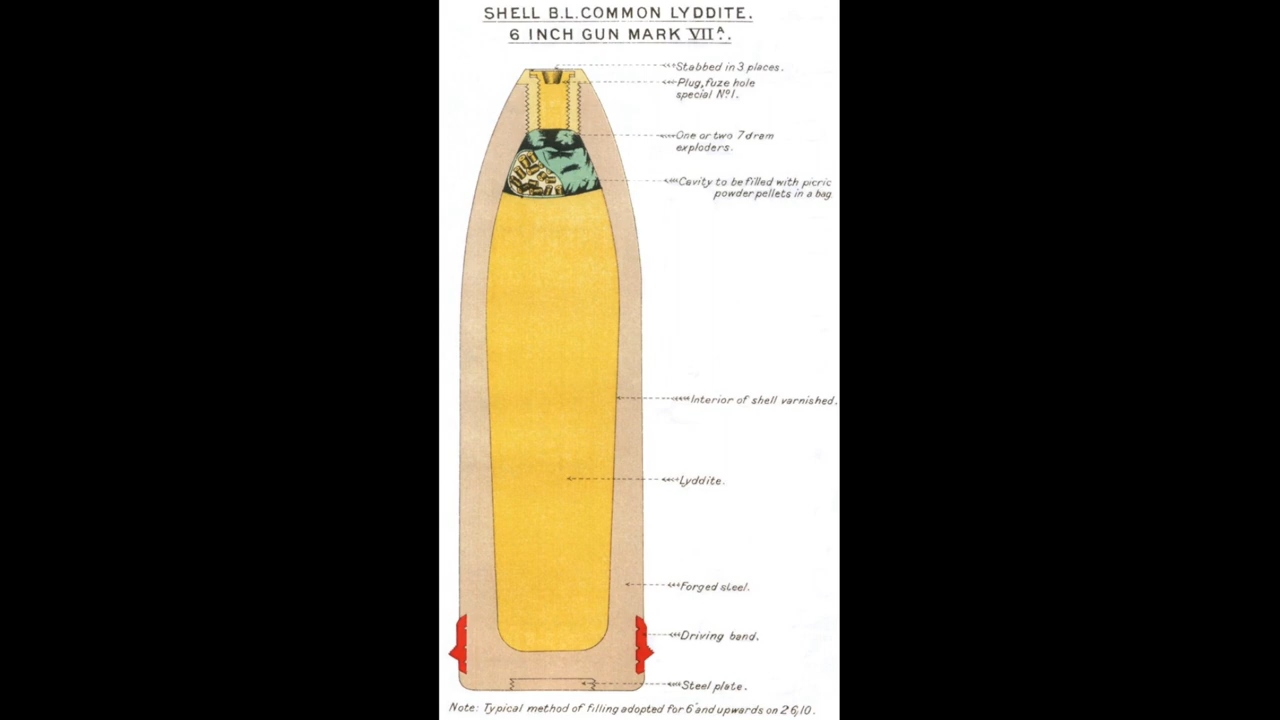 SHELL B.L. COMMON LYDDITE.
6 INCH GUN MARK VIIA.
Stabbed in 3 places.
Plug, fuze hole
special No1.
One or two 7 dram
exploders.
Cavity to be filled with picric
powder pellets in a bag
Interior of shell varnished.
Lyddite.
Forged steel.
Driving band.
Steel plate.
Note: Typical method of filling adopted for 6" and upwards on 26,10.